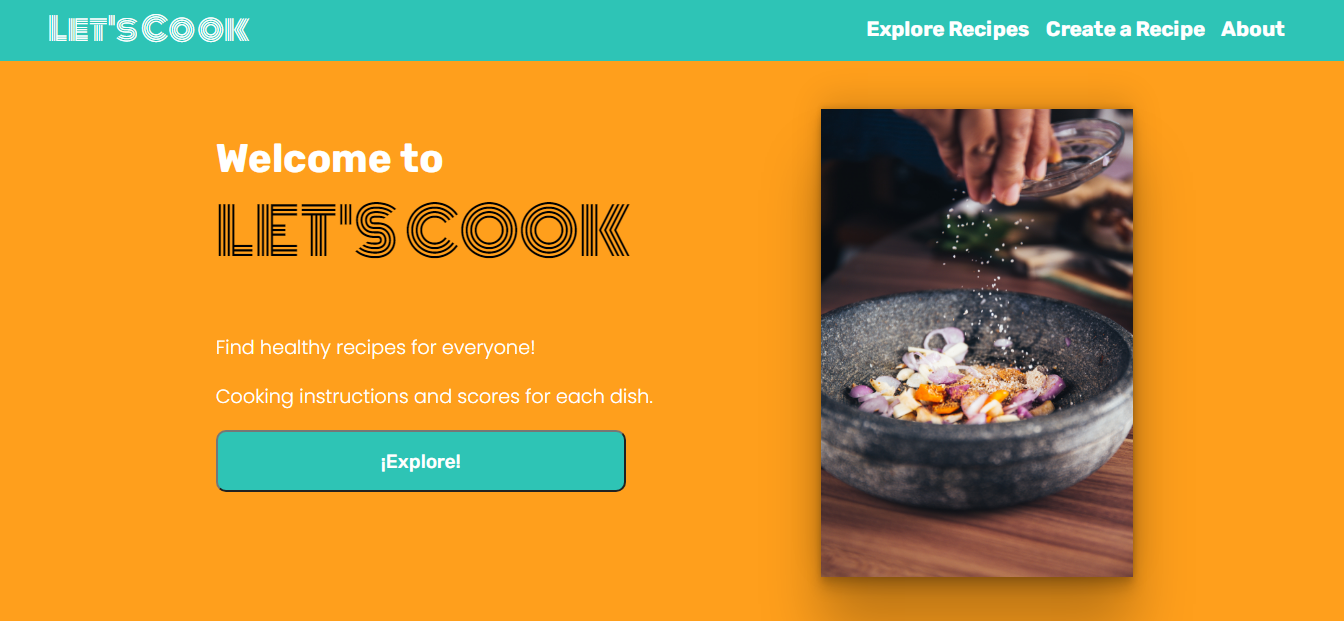 LET'S COOK
Explore Recipes Create a Recipe About
Welcome to
LET'S COOK
Find healthy recipes for everyone!
Cooking instructions and scores for each dish.
¡Explore!